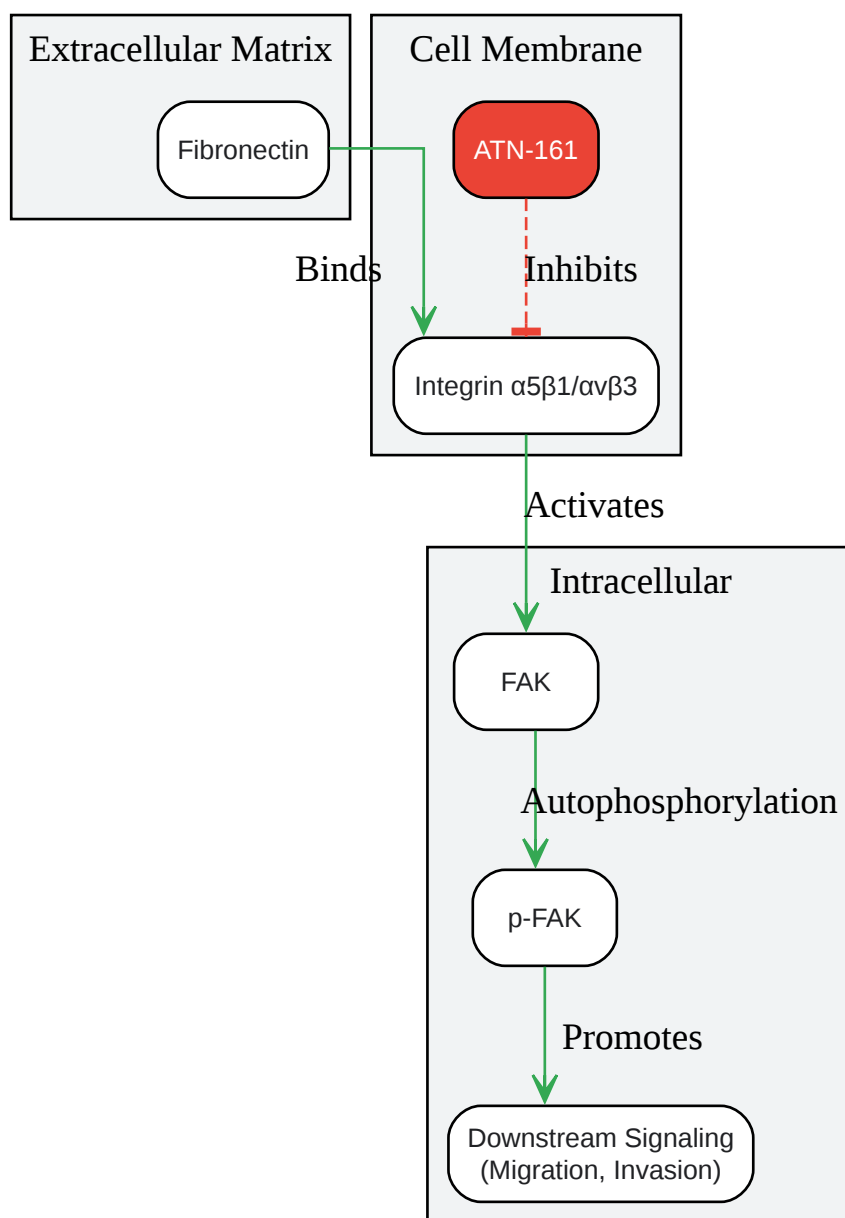 Extracellular Matrix
Cell Membrane
Fibronectin
ATN-161
Binds
Inhibits
Integrin α5β1/αvβ3
Activates
Intracellular
FAK
Autophosphorylation
p-FAK
Promotes
Downstream Signaling
(Migration, Invasion)